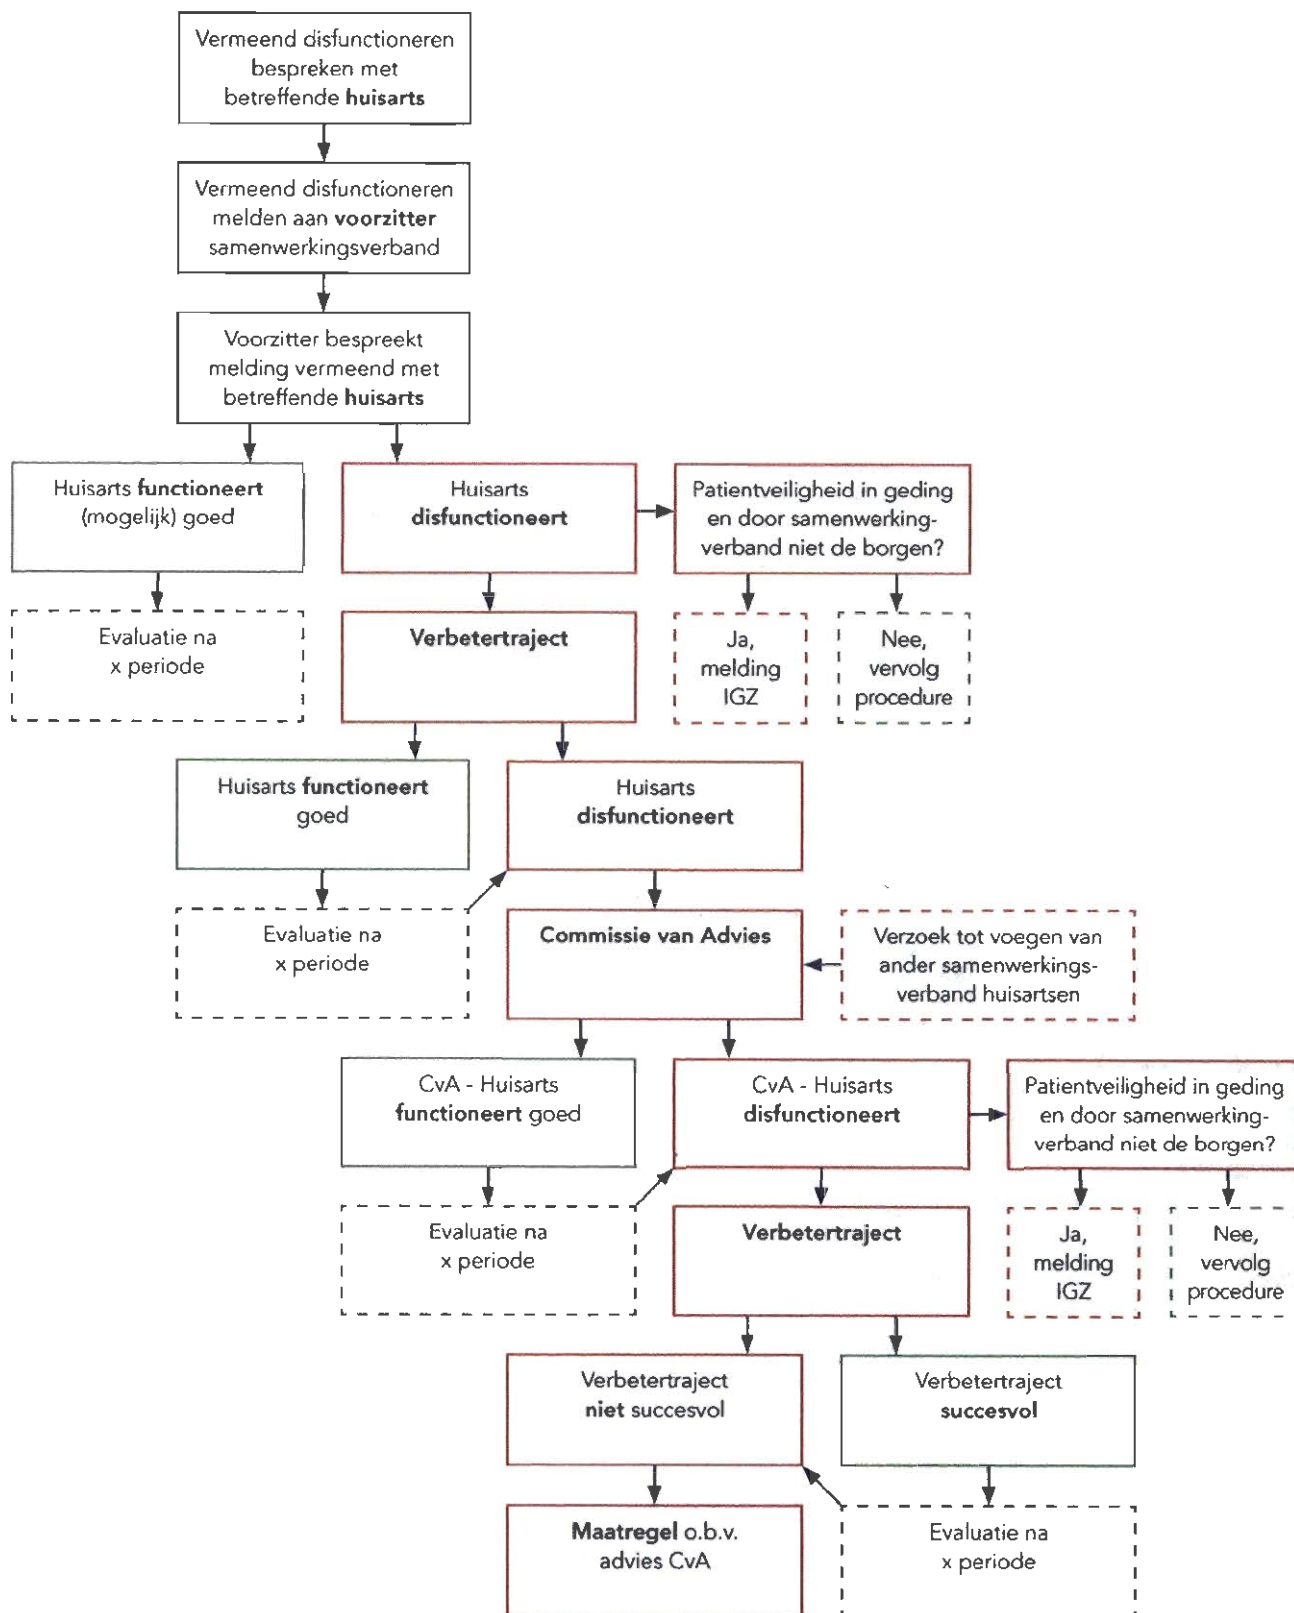 Vermeend disfunctioneren
bespreken met
betreffende huisarts
Vermeend disfunctioneren
melden aan voorzitter
samenwerkingsverband
Voorzitter bespreekt
melding vermeend met
betreffende huisarts
Huisarts functioneert
(mogelijk) goed
Huisarts
disfunctioneert
Patientveiligheid in geding
en door samenwerking-
verband niet de borgen?
Evaluatie na
x periode
Verbetertraject
Ja,
melding
IGZ
Nee,
vervolg
procedure
Huisarts functioneert
goed
Huisarts
disfunctioneert
Evaluatie na
x periode
Commissie van Advies
Verzoek tot voegen van
ander samenwerkings-
verband huisartsen
CvA - Huisarts
functioneert goed
CvA - Huisarts
disfunctioneert
Patientveiligheid in geding
en door samenwerking-
verband niet de borgen?
Evaluatie na
x periode
Verbetertraject
Ja,
melding
IGZ
Nee,
vervolg
procedure
Verbetertraject
niet succesvol
Verbetertraject
succesvol
Maatregel o.b.v.
advies CvA
Evaluatie na
x periode